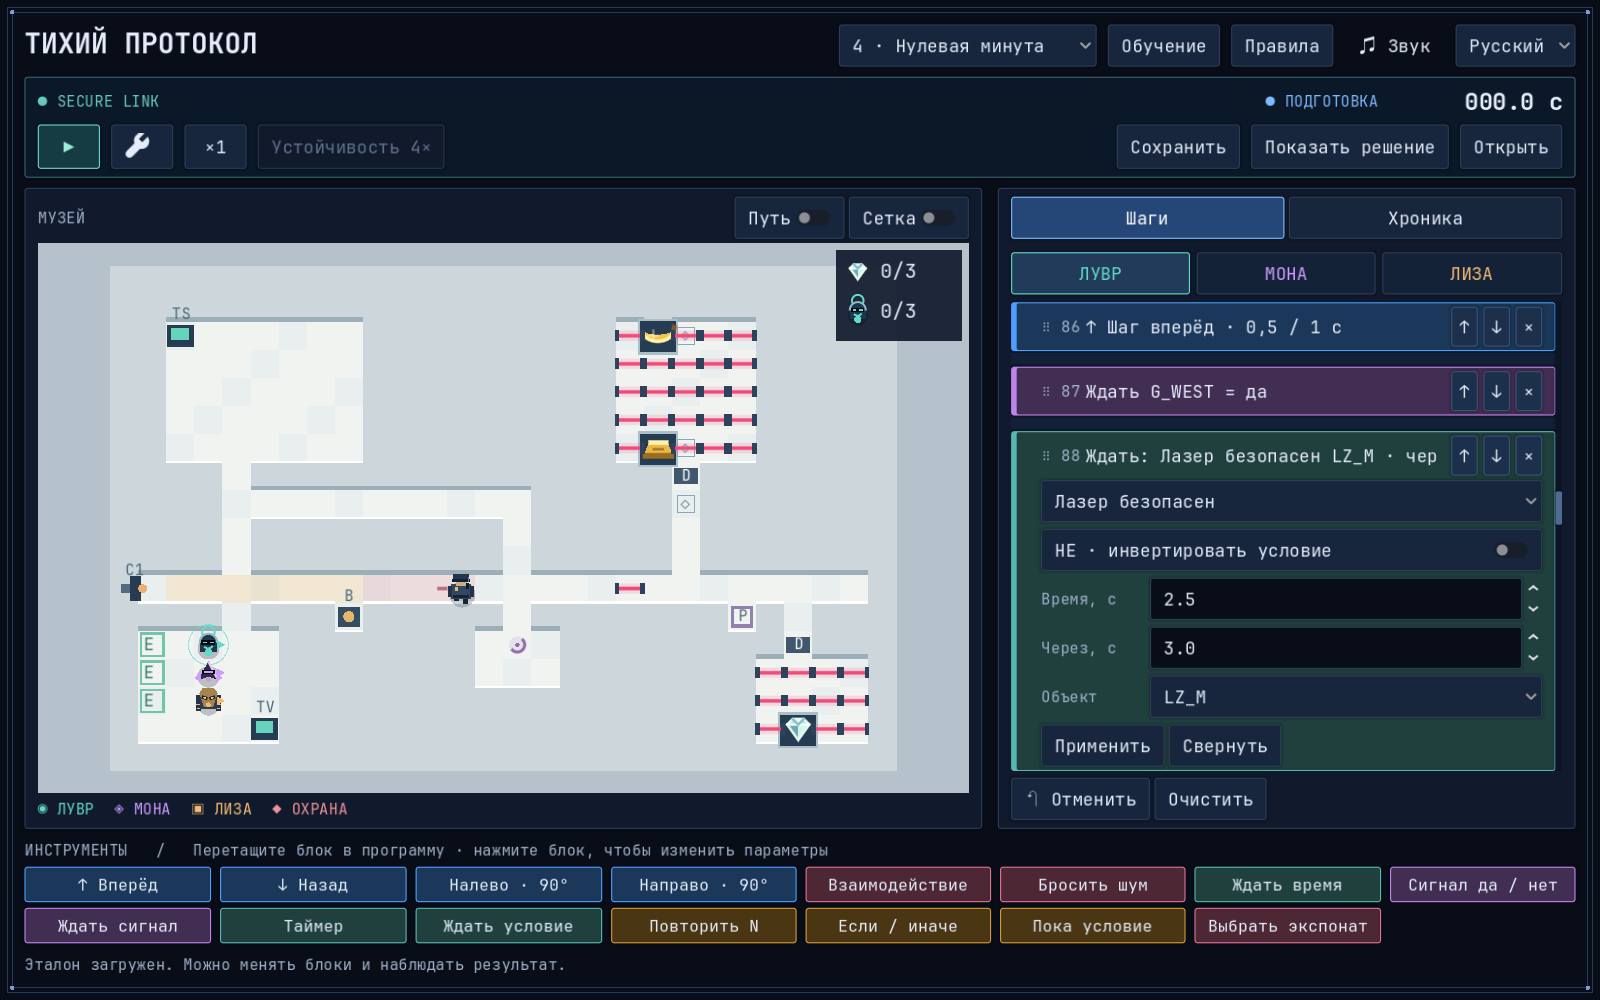 ТИХИЙ ПРОТОКОЛ
4 · Нулевая минута
Обучение
Правила
Звук
Русский
SECURE LINK
ПОДГОТОВКА
000.0 с
×1
Устойчивость 4×
Сохранить
Показать решение
Открыть
МУЗЕЙ
Путь
Сетка
0/3
0/3
TS
D
C1
B
P
D
E
E
E
TV
ЛУВР
МОНА
ЛИЗА
ОХРАНА
Шаги
Хроника
ЛУВР
МОНА
ЛИЗА
86 ↑ Шаг вперёд · 0,5 / 1 с
↑ ↓ ×
87 Ждать G_WEST = да
↑ ↓ ×
88 Ждать: Лазер безопасен LZ_M · чер
↑ ↓ ×
Лазер безопасен
НЕ · инвертировать условие
Время, с
2.5
Через, с
3.0
Объект
LZ_M
Применить
Свернуть
Отменить
Очистить
ИНСТРУМЕНТЫ / Перетащите блок в программу · нажмите блок, чтобы изменить параметры
↑ Вперёд
↓ Назад
Налево · 90°
Направо · 90°
Взаимодействие
Бросить шум
Ждать время
Сигнал да / нет
Ждать сигнал
Таймер
Ждать условие
Повторить N
Если / иначе
Пока условие
Выбрать экспонат
Эталон загружен. Можно менять блоки и наблюдать результат.